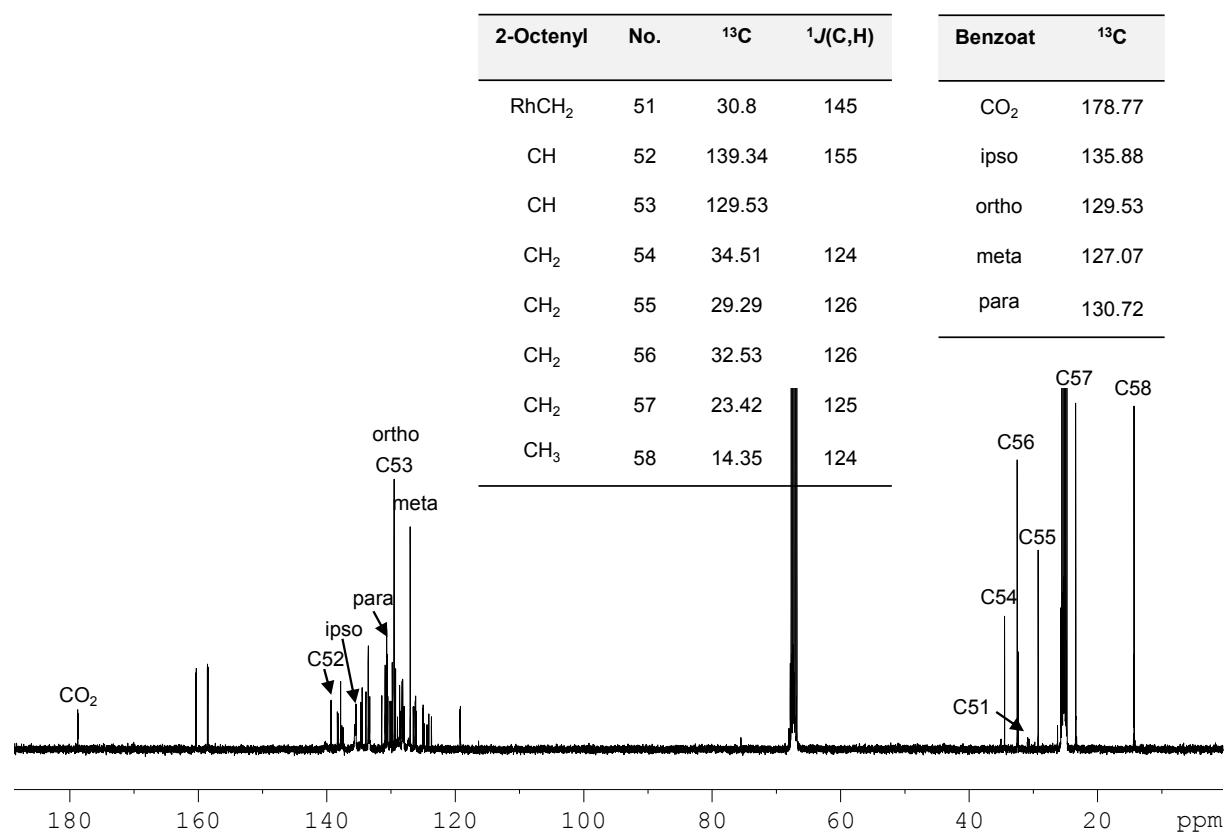 2-Octenyl No. ¹³C ¹J(C,H)
RhCH₂ 51 30.8 145
CH 52 139.34 155
CH 53 129.53
CH₂ 54 34.51 124
CH₂ 55 29.29 126
CH₂ 56 32.53 126
CH₂ 57 23.42 125
CH₃ 58 14.35 124
Benzoat ¹³C
CO₂ 178.77
ipso 135.88
ortho 129.53
meta 127.07
para 130.72
CO₂
C52
ipso
para
ortho
C53
meta
C51
C54
C56
C55
C57
C58
180 160 140 120 100 80 60 40 20 ppm